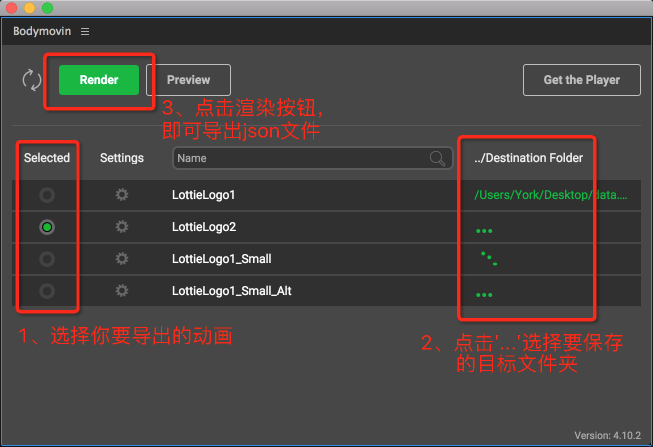 Bodymovin
Render
Preview
Get the Player
3、点击渲染按钮，
即可导出json文件
Selected
Settings
Name
../Destination Folder
LottieLogo1
/Users/York/Desktop/data....
LottieLogo2
...
LottieLogo1_Small
LottieLogo1_Small_Alt
...
1、选择你要导出的动画
2、点击'...'选择要保存
的目标文件夹
Version: 4.10.2